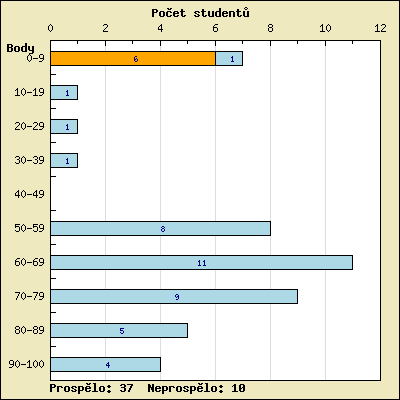 Počet studentů
0 2 4 6 8 10 12
Body
0-9 6 1
10-19 1
20-29 1
30-39 1
40-49
50-59 8
60-69 11
70-79 9
80-89 5
90-100 4
Prospělo: 37 Neprospělo: 10